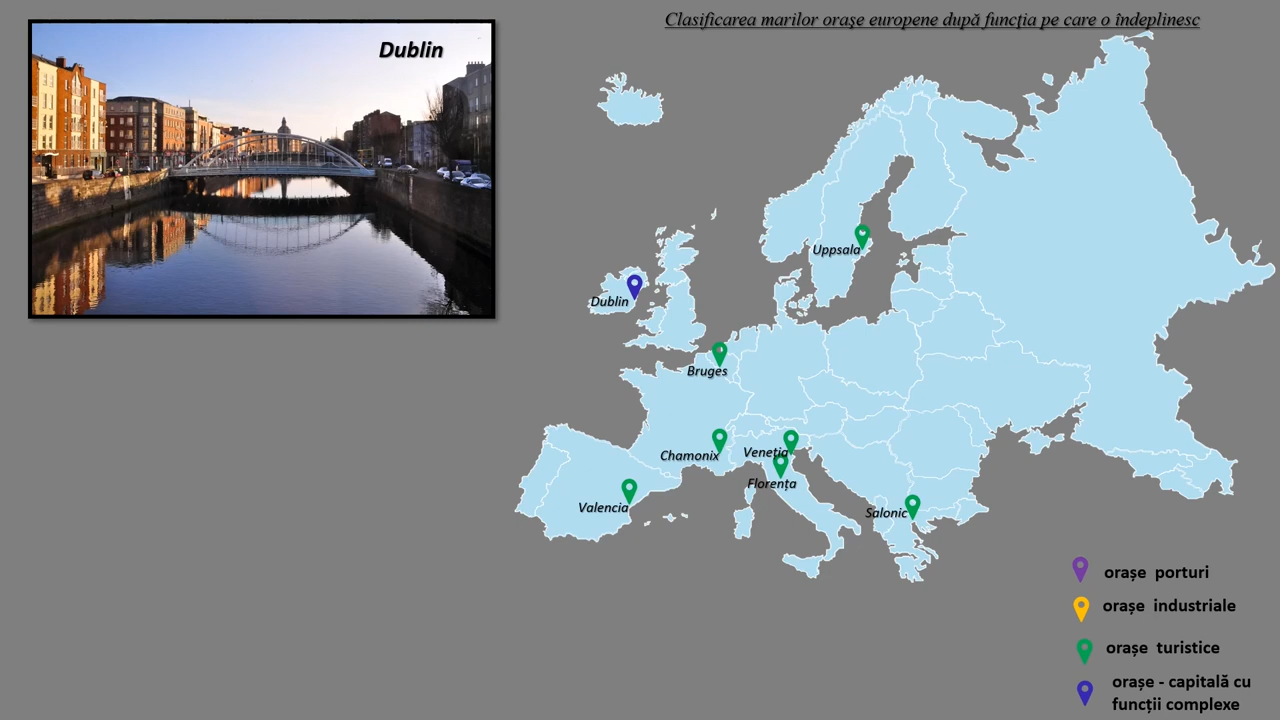 Clasificarea marilor orașe europene după funcția pe care o îndeplinesc
Dublin
Uppsala
Dublin
Bruges
Chamonix
Veneția
Florența
Valencia
Salonic
orașe porturi
orașe industriale
orașe turistice
orașe - capitală cu
funcții complexe